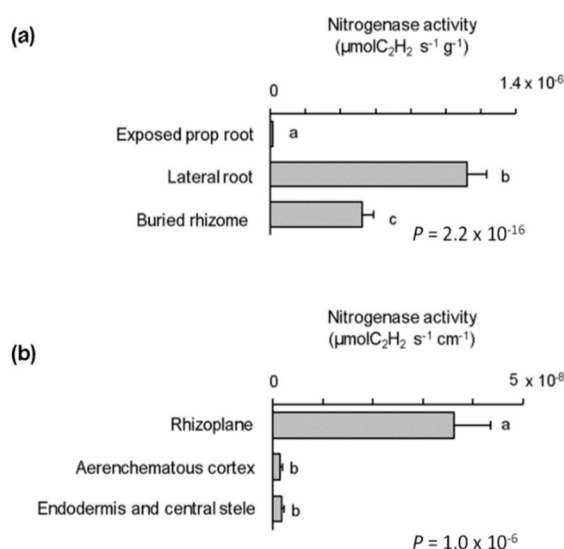 (a)
Nitrogenase activity
(µmolC₂H₂ s⁻¹ g⁻¹)
0
1.4 x 10⁻⁶
Exposed prop root
a
Lateral root
b
Buried rhizome
c
P = 2.2 x 10⁻¹⁶
(b)
Nitrogenase activity
(µmolC₂H₂ s⁻¹ cm⁻¹)
0
5 x 10⁻⁸
Rhizoplane
a
Aerenchematous cortex
b
Endodermis and central stele
b
P = 1.0 x 10⁻⁶